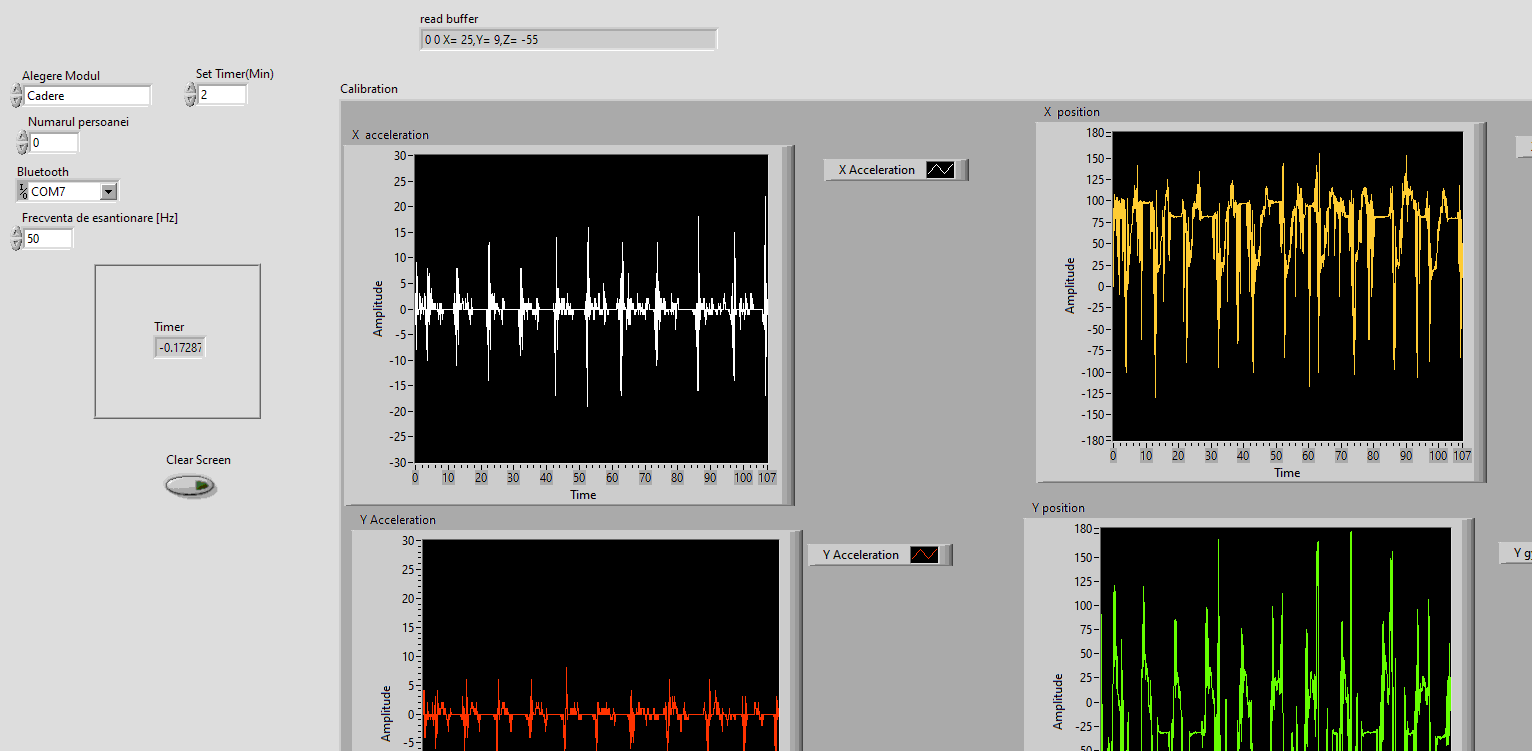 read buffer
0 0 X= 25,Y= 9,Z= -55
Alegere Modul
Cadere
Set Timer(Min)
2
Numarul persoanei
0
Bluetooth
COM7
Frecventa de esantionare [Hz]
50
Timer
-0.17287
Clear Screen
Calibration
X acceleration
X Acceleration
Amplitude
30
25
20
15
10
5
0
-5
-10
-15
-20
-25
-30
0 10 20 30 40 50 60 70 80 90 100 107
Time
X position
Amplitude
180
150
125
100
75
50
25
0
-25
-50
-75
-100
-125
-150
-180
0 10 20 30 40 50 60 70 80 90 100 107
Time
Y Acceleration
Y Acceleration
Amplitude
30
25
20
15
10
5
0
-5
Y position
Y g
Amplitude
180
150
125
100
75
50
25
0
-25